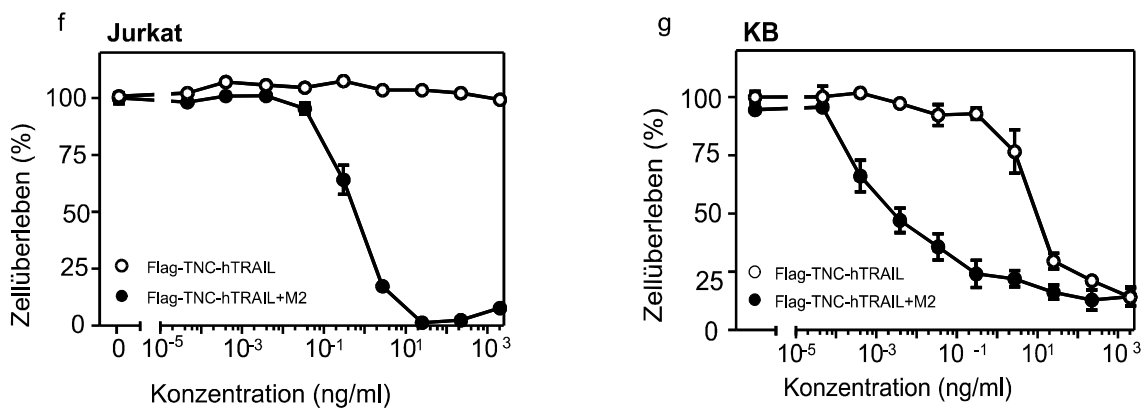 f
Jurkat
Zellüberleben (%)
100
75
50
25
0
Flag-TNC-hTRAIL
Flag-TNC-hTRAIL+M2
0 10-5 10-3 10-1 101 103
Konzentration (ng/ml)
g
KB
Zellüberleben (%)
100
75
50
25
0
Flag-TNC-hTRAIL
Flag-TNC-hTRAIL+M2
10-5 10-3 10-1 101 103
Konzentration (ng/ml)